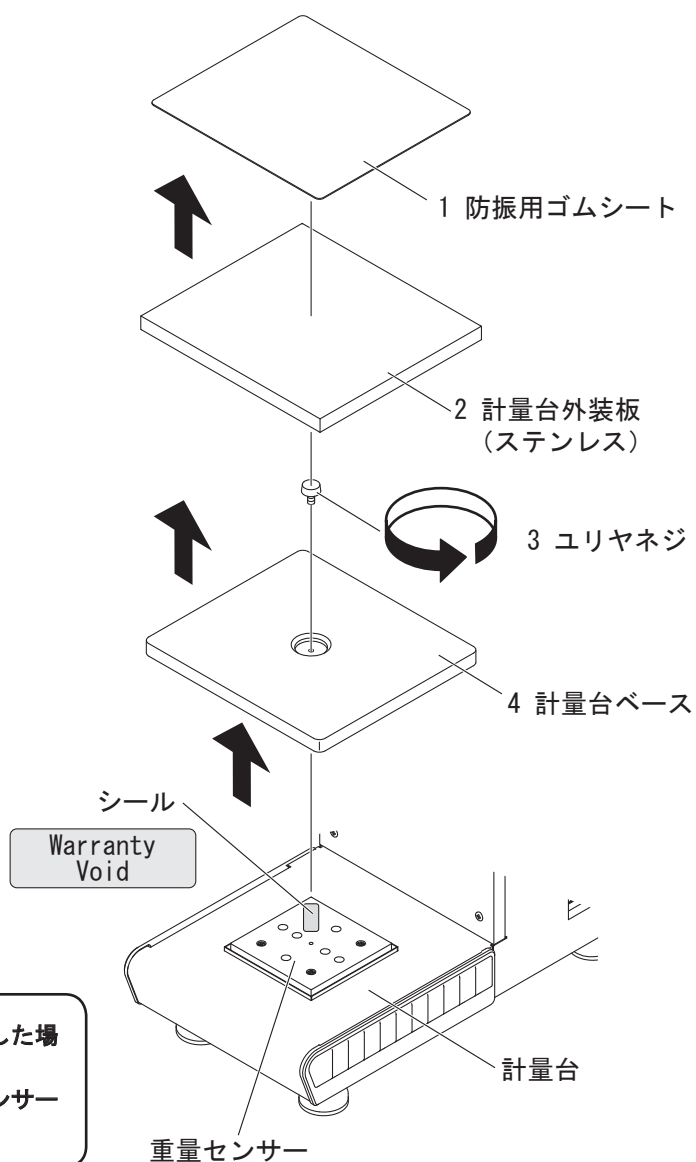 1 防振用ゴムシート
2 計量台外装板
（ステンレス）
3 ユリヤネジ
4 計量台ベース
シール
Warranty
Void
した場
ンサー
計量台
重量センサー